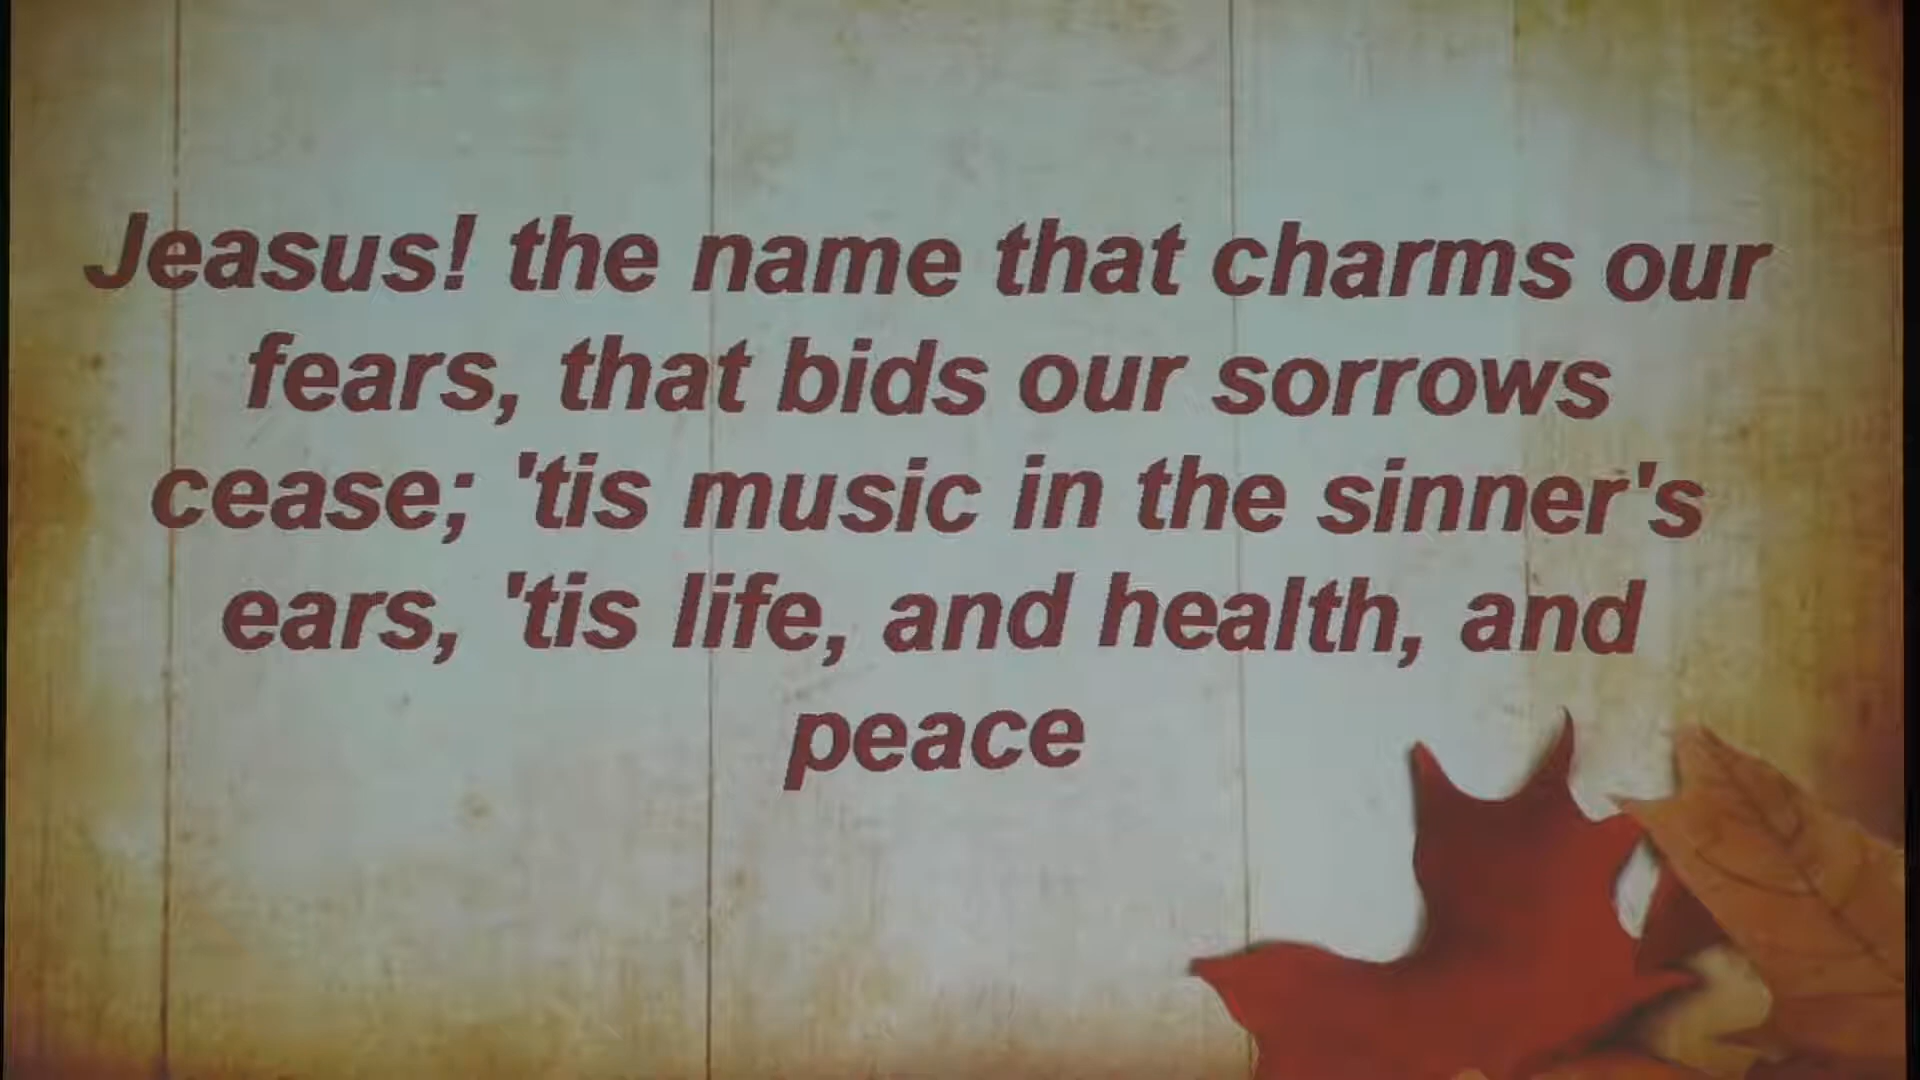 Jeasus! the name that charms our
fears, that bids our sorrows
cease; 'tis music in the sinner's
ears, 'tis life, and health, and
peace